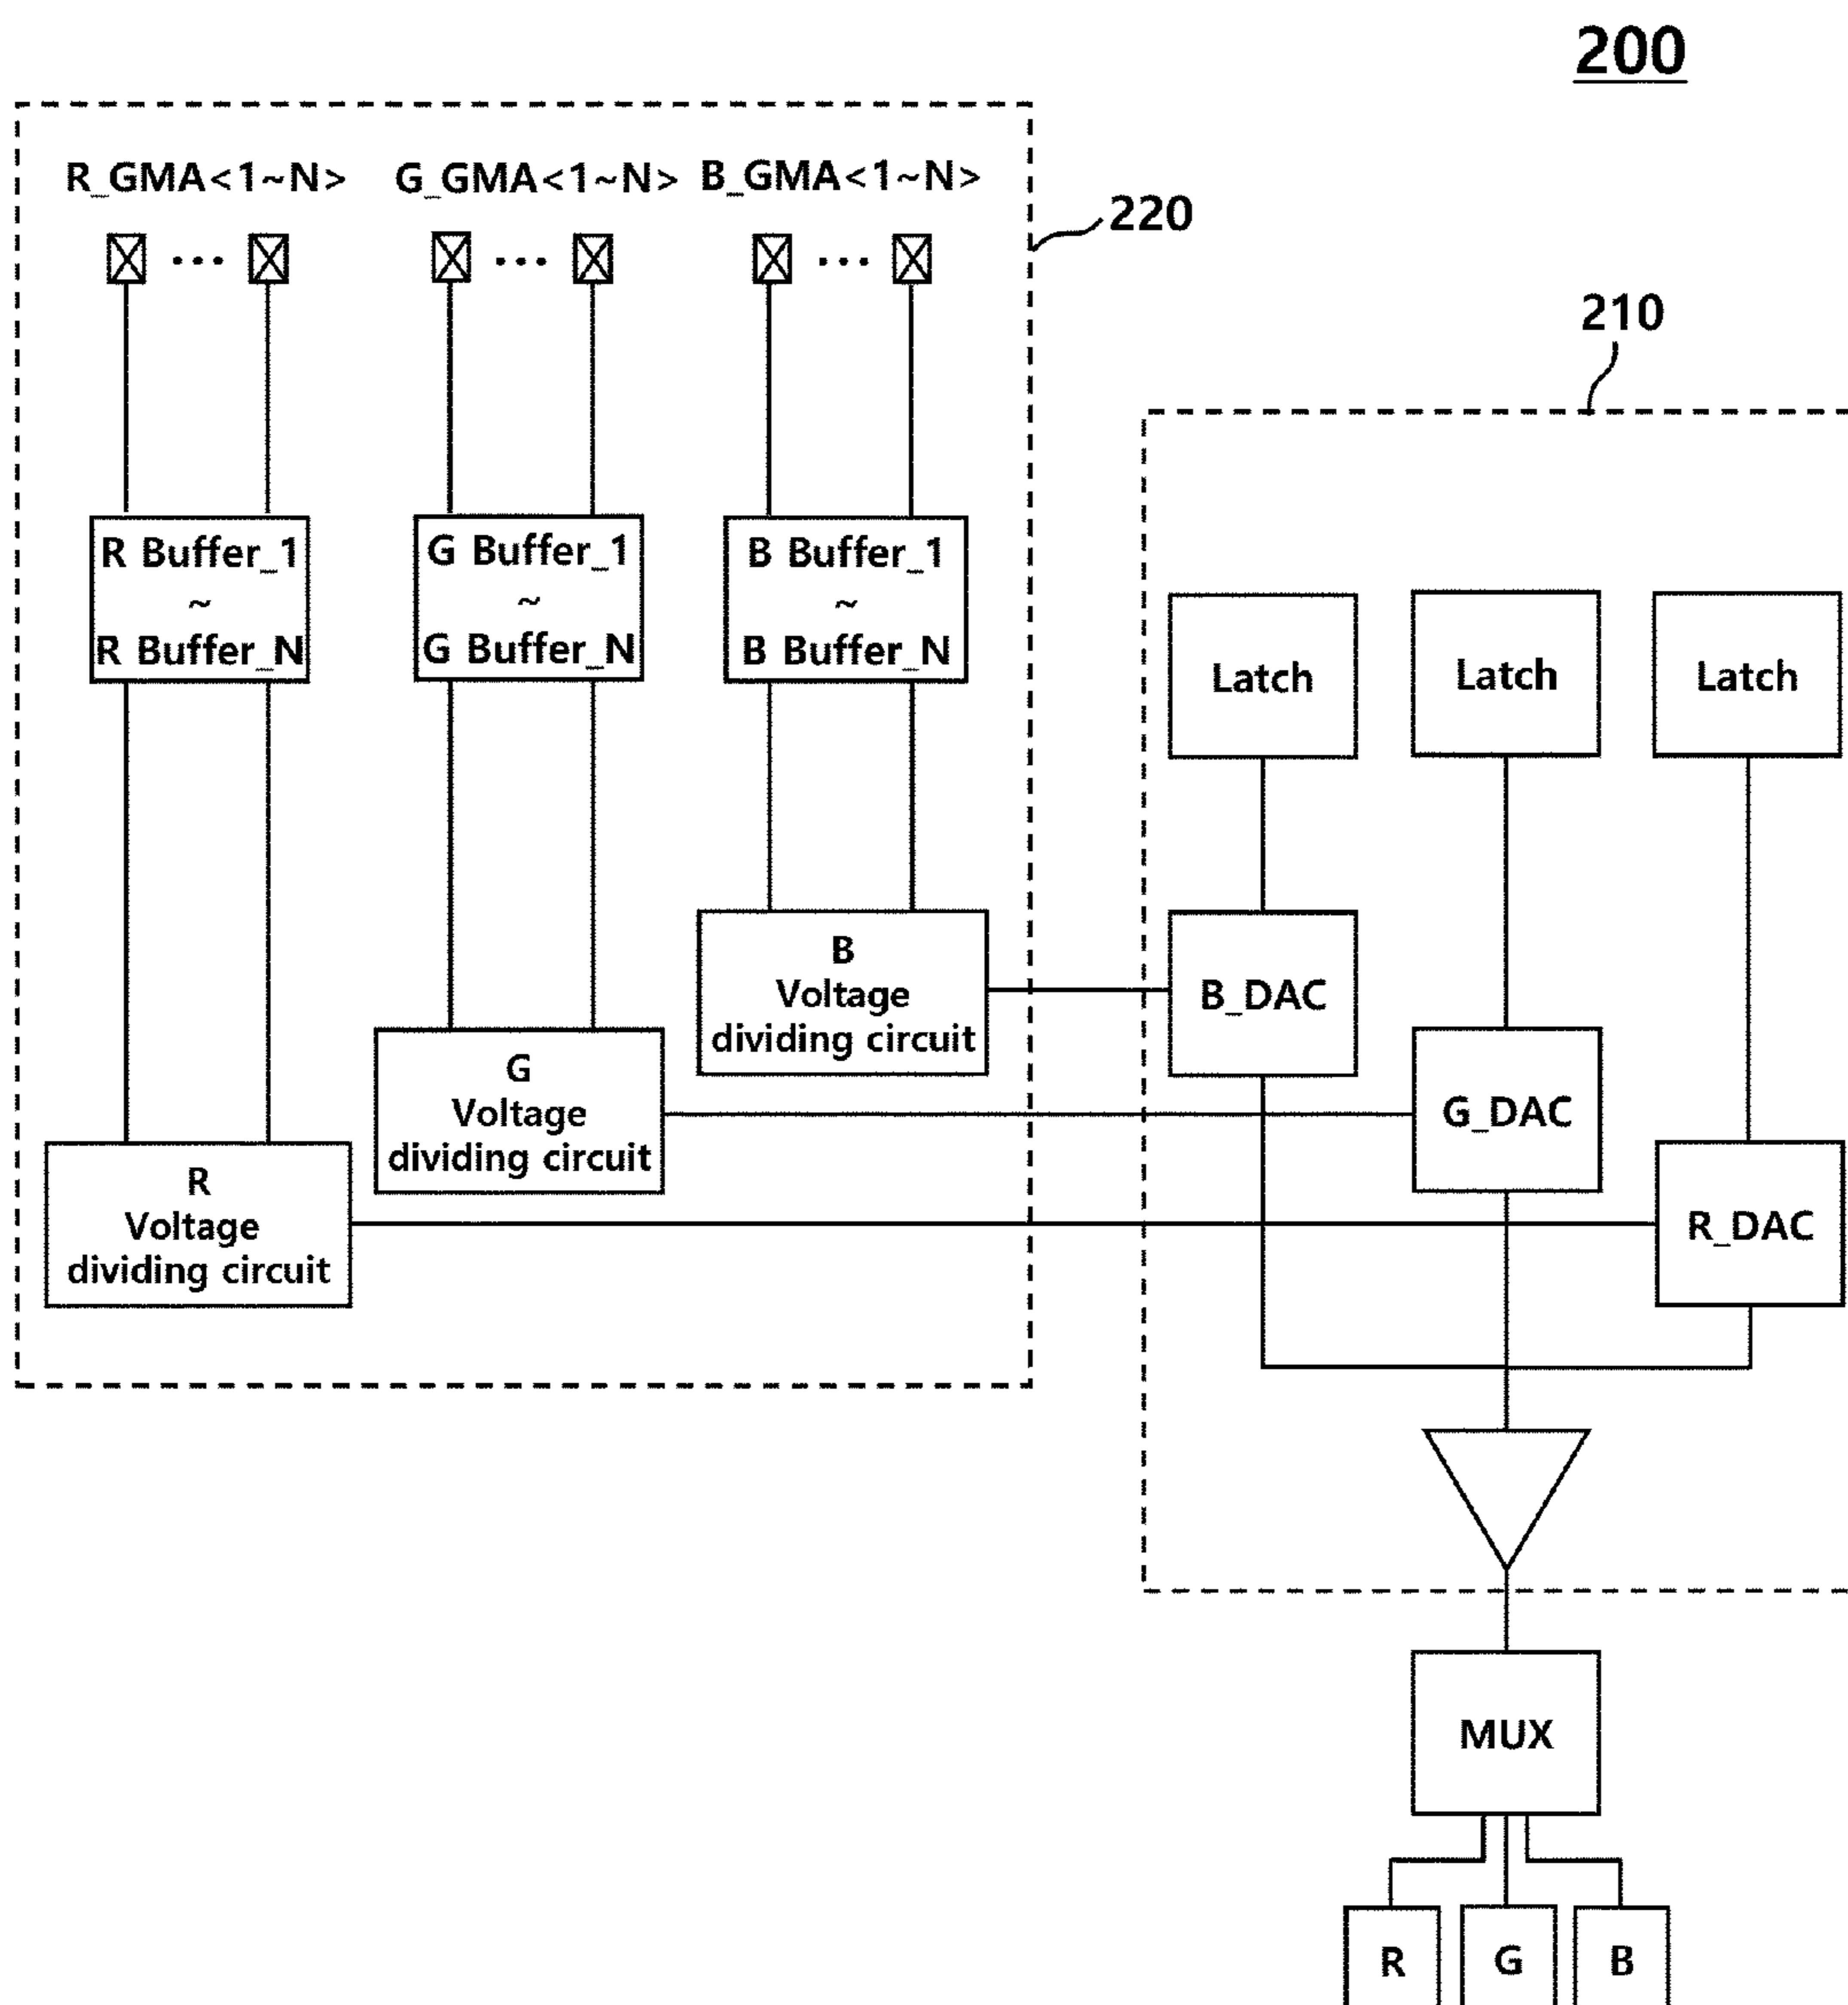 200
R_GMA<1~N> G_GMA<1~N> B_GMA<1~N>
220
210
R Buffer_1
~
R Buffer_N
G Buffer_1
~
G Buffer_N
B Buffer_1
~
B Buffer_N
Latch
Latch
Latch
B
Voltage
dividing circuit
B_DAC
G
Voltage
dividing circuit
G_DAC
R
Voltage
dividing circuit
R_DAC
MUX
R
G
B